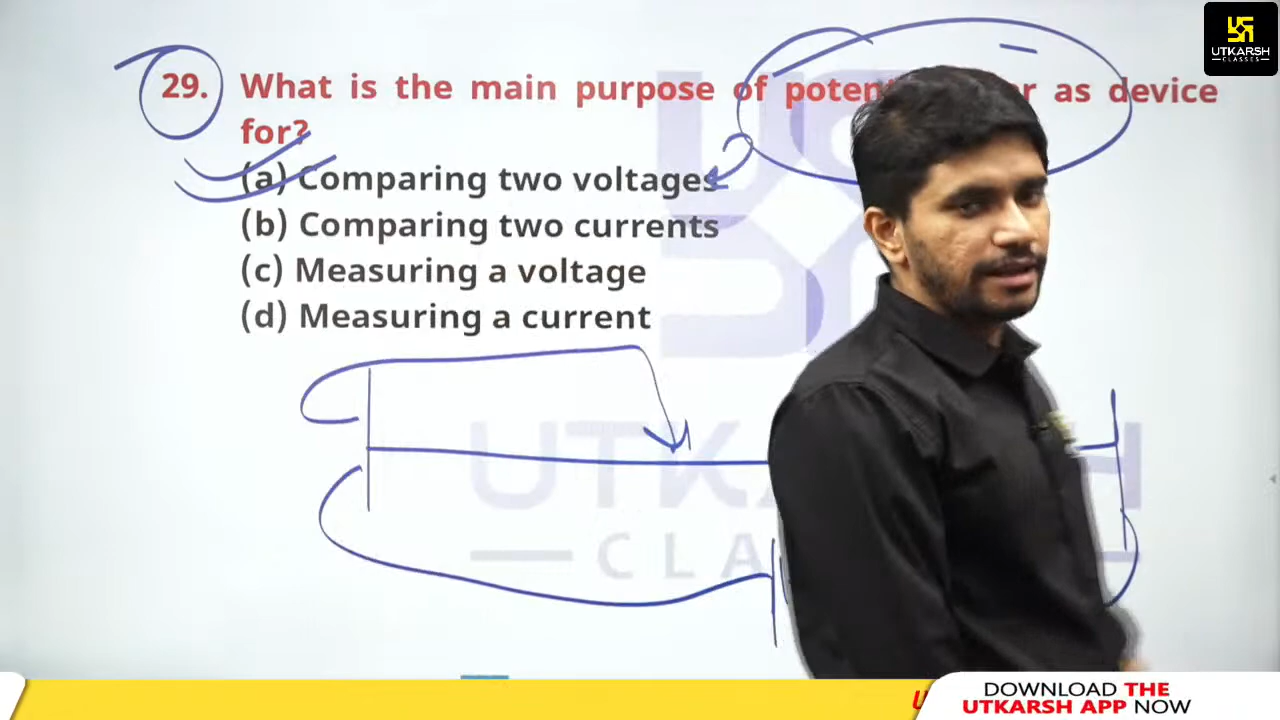 UTKARSH
CLASSES
29. What is the main purpose of as device
for?
(a) Comparing two voltages
(b) Comparing two currents
(c) Measuring a voltage
(d) Measuring a current
DOWNLOAD THE
UTKARSH APP NOW